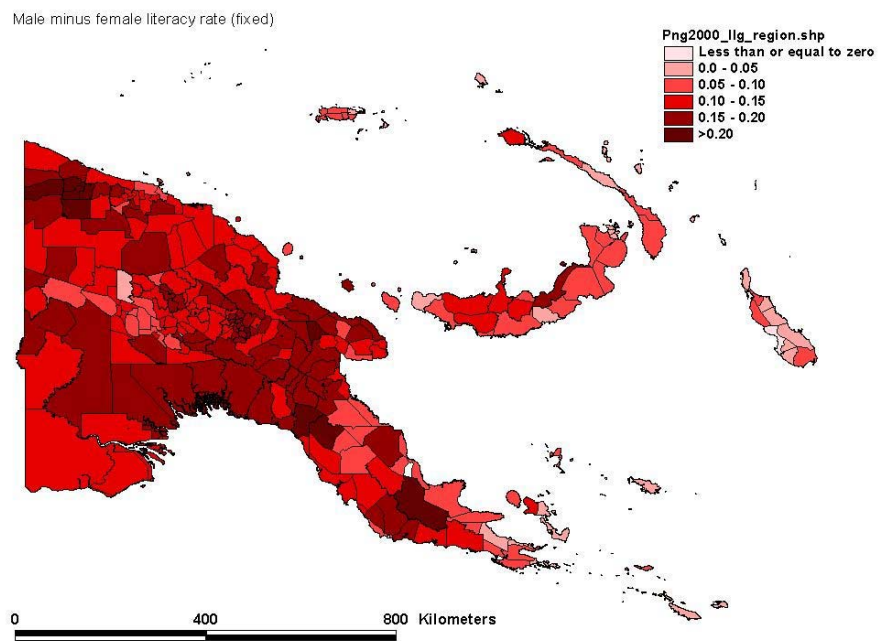 Male minus female literacy rate (fixed)
Png2000_llg_region.shp
Less than or equal to zero
0.0 - 0.05
0.05 - 0.10
0.10 - 0.15
0.15 - 0.20
>0.20
0 400 800 Kilometers